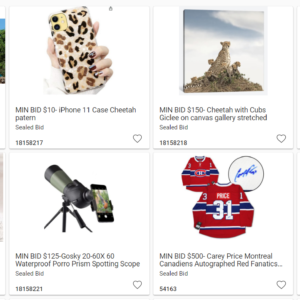 MIN BID $10- iPhone 11 Case Cheetah
patern
Sealed Bid
18158217
MIN BID $150- Cheetah with Cubs
Giclee on canvas gallery stretched
Sealed Bid
18158218
PRICE
31
MIN BID $125-Gosky 20-60X 60
Waterproof Porro Prism Spotting Scope
Sealed Bid
18158221
MIN BID $500- Carey Price Montreal
Canadiens Autographed Red Fanatics...
Sealed Bid
54163